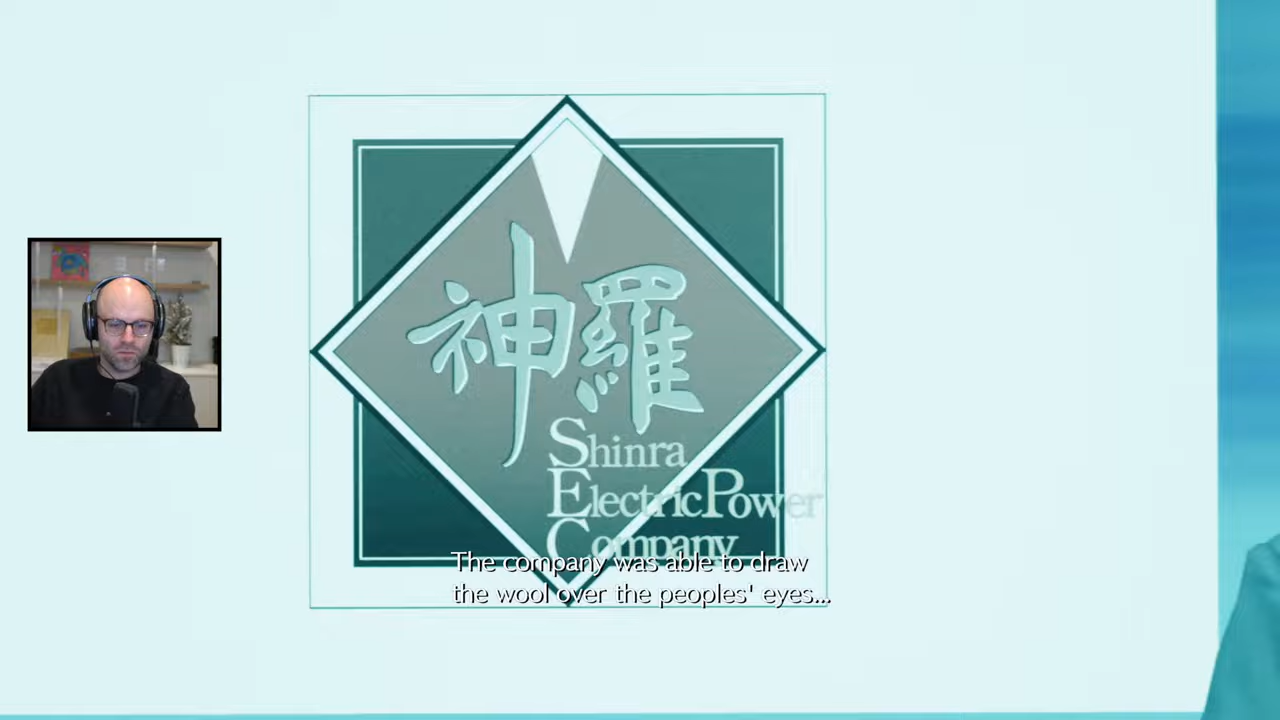 神羅
Shinra
Electric Power
Company
The company was able to draw
the wool over the peoples' eyes...